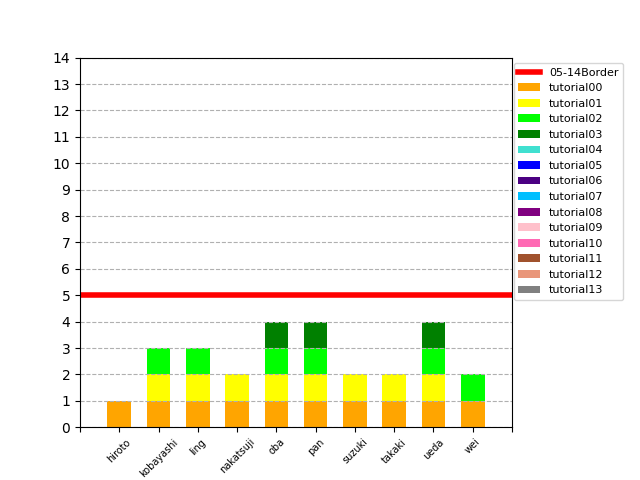 14
13
12
11
10
9
8
7
6
5
4
3
2
1
0
hiroto
kobayashi
ling
nakatsuji
oba
pan
suzuki
takaki
ueda
wei
05-14Border
tutorial00
tutorial01
tutorial02
tutorial03
tutorial04
tutorial05
tutorial06
tutorial07
tutorial08
tutorial09
tutorial10
tutorial11
tutorial12
tutorial13